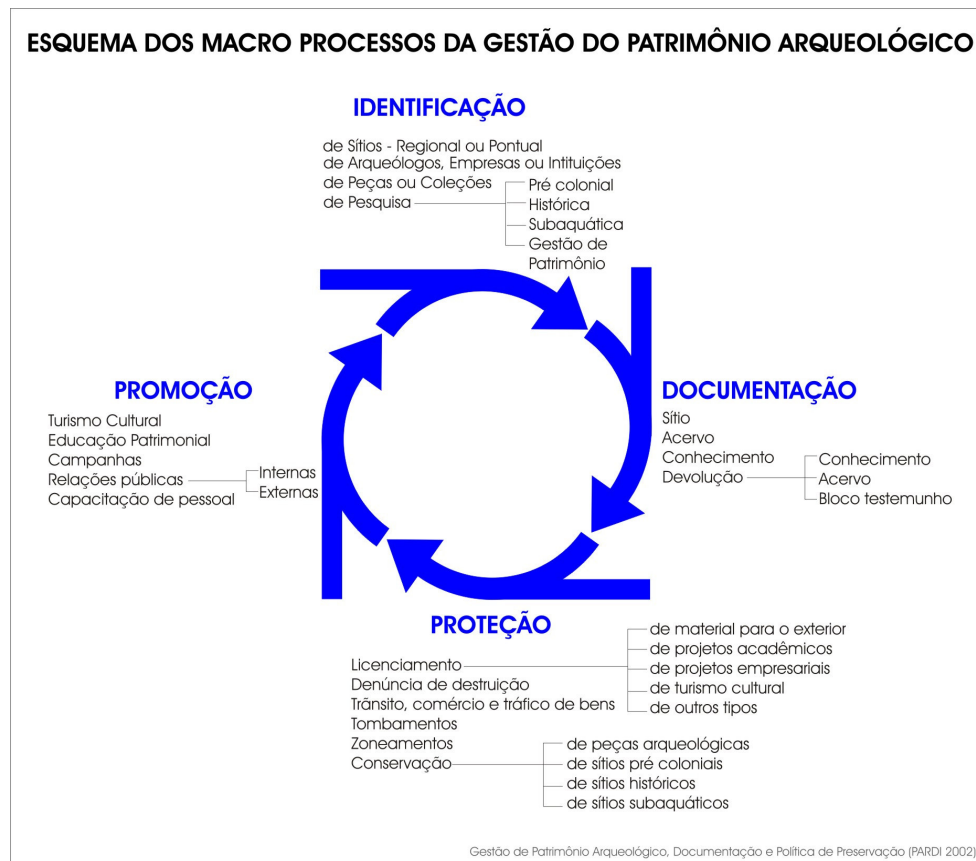 ESQUEMA DOS MACRO PROCESSOS DA GESTÃO DO PATRIMÔNIO ARQUEOLÓGICO
IDENTIFICAÇÃO
de Sítios - Regional ou Pontual
de Arqueólogos, Empresas ou Intituições
de Peças ou Coleções
de Pesquisa
Pré colonial
Histórica
Subaquática
Gestão de
Patrimônio
PROMOÇÃO
Turismo Cultural
Educação Patrimonial
Campanhas
Relações públicas
Capacitação de pessoal
Internas
Externas
DOCUMENTAÇÃO
Sítio
Acervo
Conhecimento
Devolução
Conhecimento
Acervo
Bloco testemunho
PROTEÇÃO
Licenciamento
Denúncia de destruição
Trânsito, comércio e tráfico de bens
Tombamentos
Zoneamentos
Conservação
de material para o exterior
de projetos acadêmicos
de projetos empresariais
de turismo cultural
de outros tipos
de peças arqueológicas
de sítios pré coloniais
de sítios históricos
de sítios subaquáticos
Gestão de Patrimônio Arqueológico, Documentação e Política de Preservação (PARDI 2002)